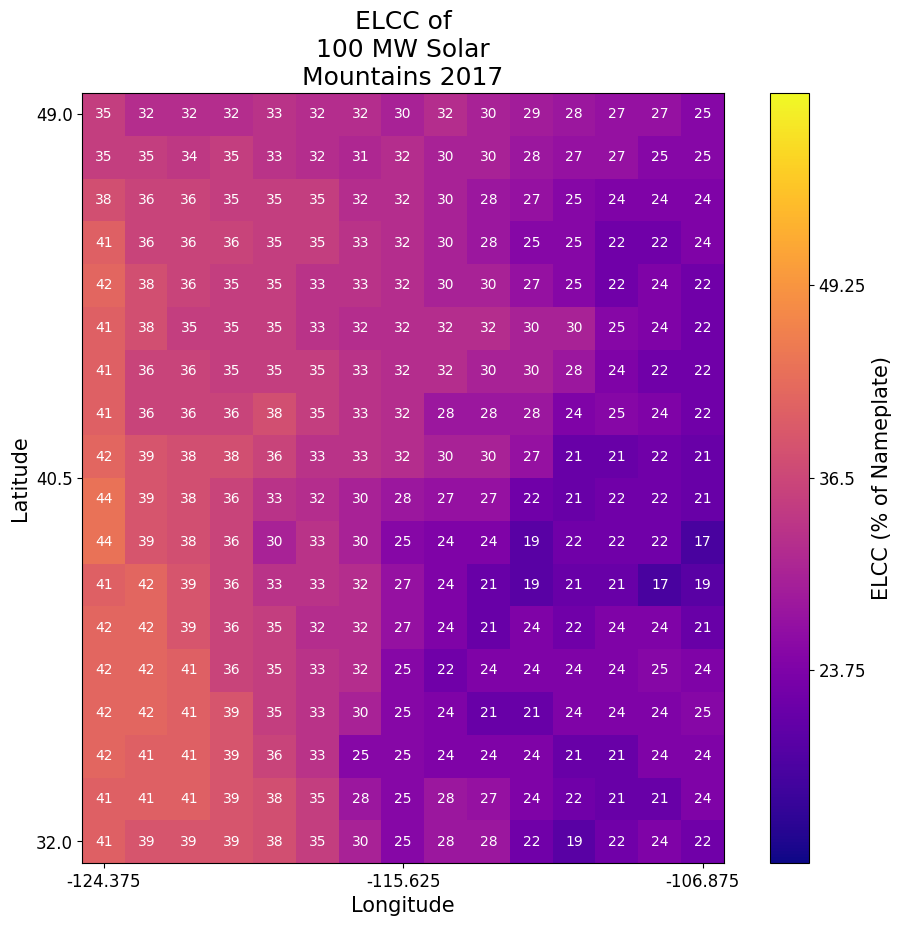 ELCC of
100 MW Solar
Mountains 2017
49.0
35 32 32 32 33 32 32 30 32 30 29 28 27 27 25
35 35 34 35 33 32 31 32 30 30 28 27 27 25 25
38 36 36 35 35 35 32 32 30 28 27 25 24 24 24
41 36 36 36 35 35 33 32 30 28 25 25 22 22 24
42 38 36 35 35 33 33 32 30 30 27 25 22 24 22
49.25
41 38 35 35 35 33 32 32 32 32 30 30 25 24 22
41 36 36 35 35 35 33 32 32 30 30 28 24 22 22
41 36 36 36 38 35 33 32 28 28 28 24 25 24 22
42 39 38 38 36 33 33 32 30 30 27 21 21 22 21
40.5
36.5
44 39 38 36 33 32 30 28 27 27 22 21 22 22 21
44 39 38 36 30 33 30 25 24 24 19 22 22 22 17
41 42 39 36 33 33 32 27 24 21 19 21 21 17 19
42 42 39 36 35 32 32 27 24 21 24 22 24 24 21
42 42 41 36 35 33 32 25 22 24 24 24 24 25 24
23.75
42 42 41 39 35 33 30 25 24 21 21 24 24 24 25
42 41 41 39 36 33 25 25 24 24 24 21 21 24 24
41 41 41 39 38 35 28 25 28 27 24 22 21 21 24
32.0
41 39 39 39 38 35 30 25 28 28 22 19 22 24 22
-124.375 -115.625 -106.875
Longitude
Latitude
ELCC (% of Nameplate)